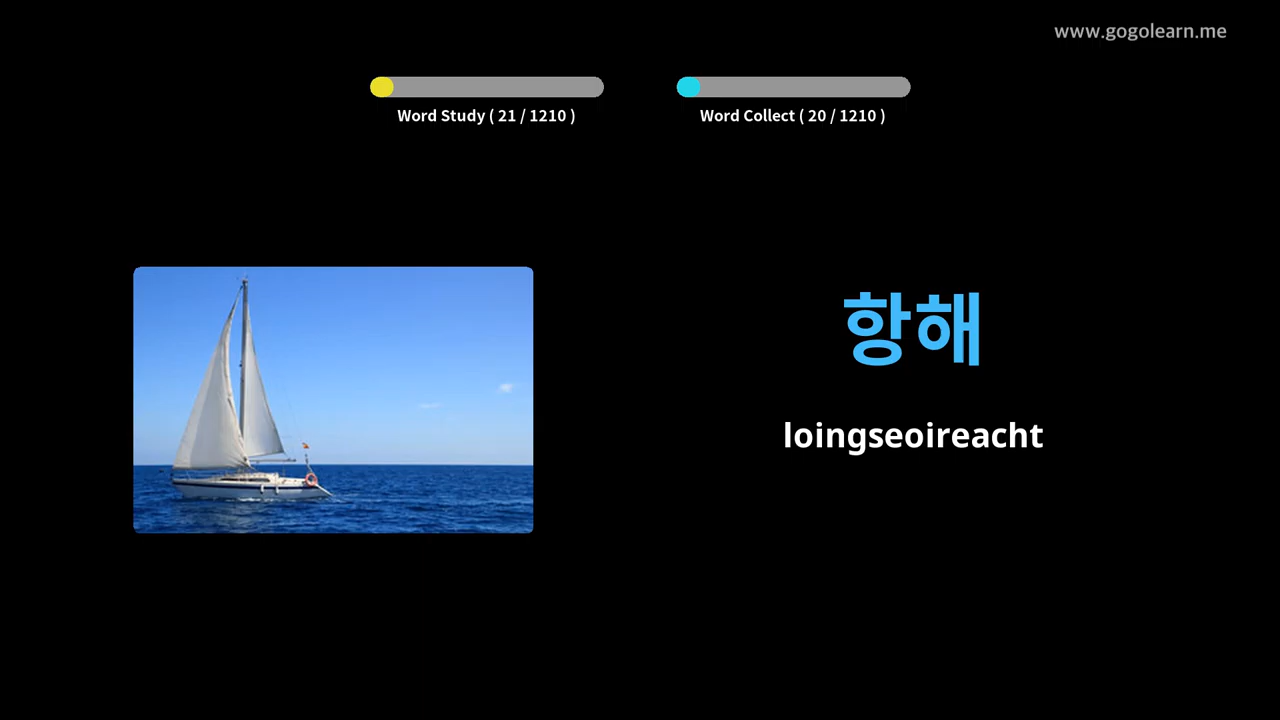 www.gogolearn.me
Word Study ( 21 / 1210 )
Word Collect ( 20 / 1210 )
항해
loingseoireacht